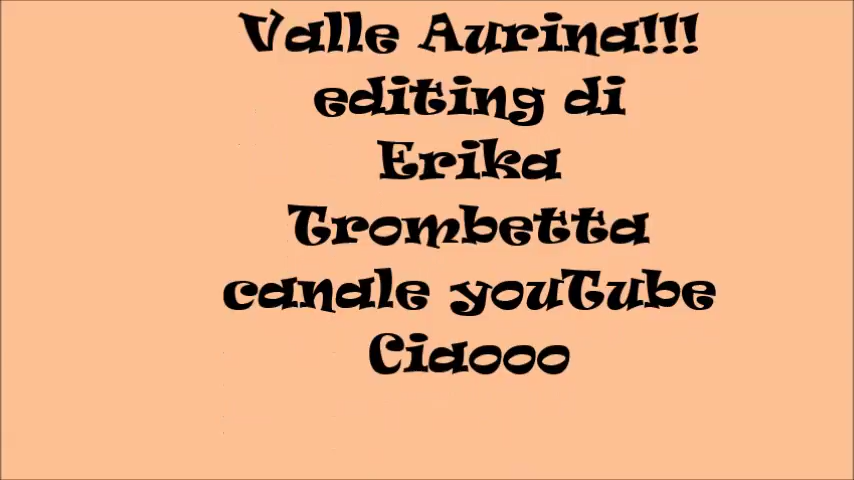 Valle Aurina!!!
editing di
Erika
Trombetta
canale youTube
Ciaooo